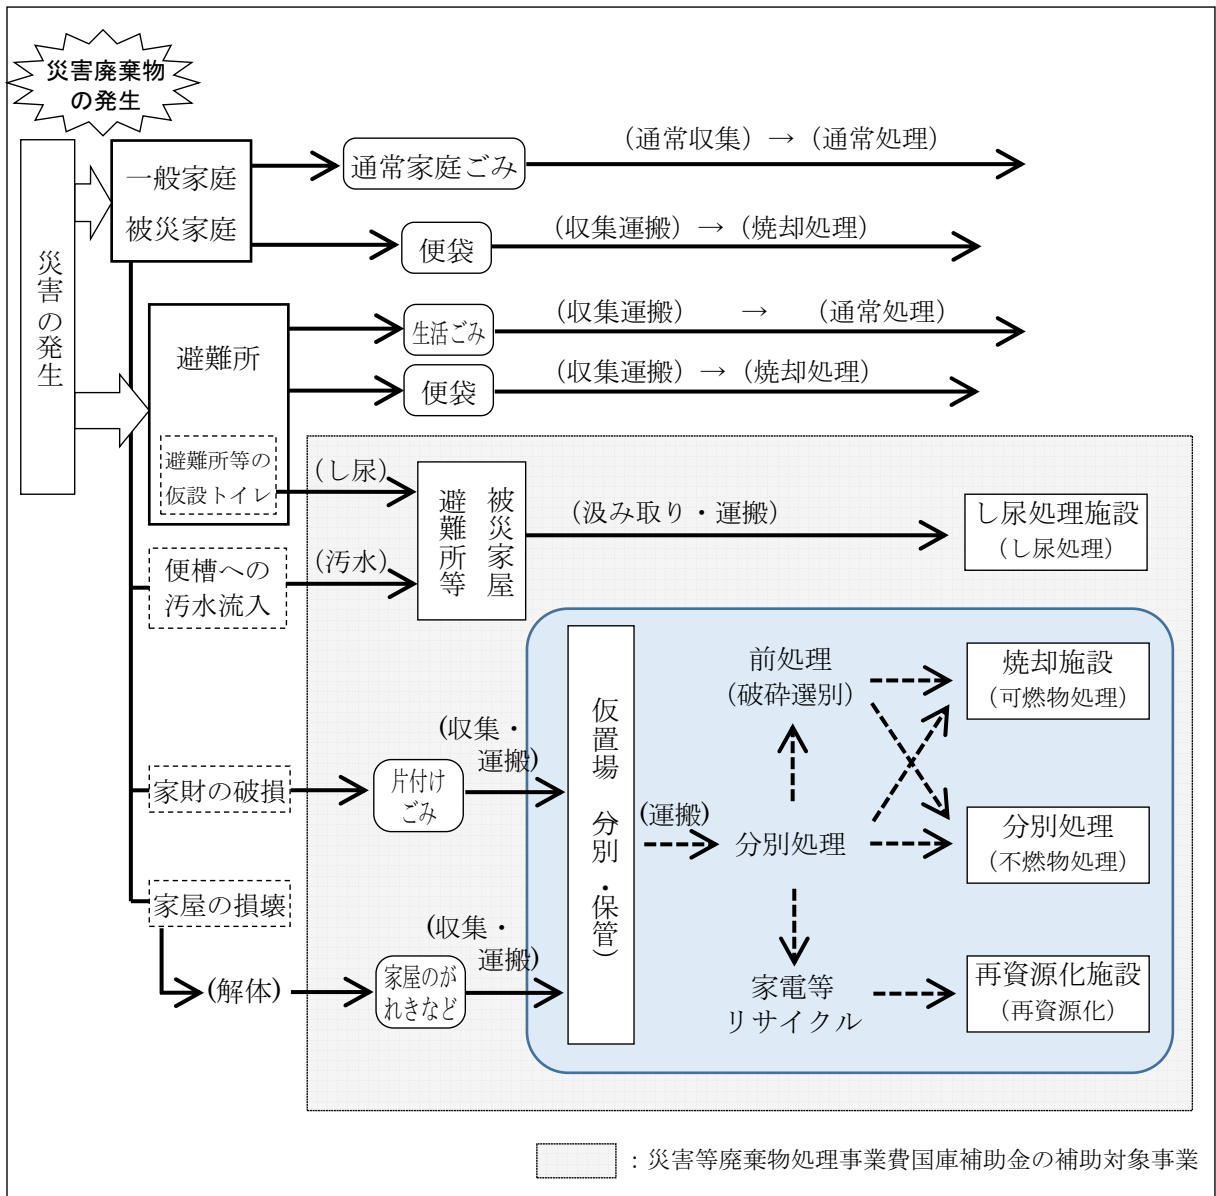 災害廃棄物
の発生
災害の発生
一般家庭
被災家庭
通常家庭ごみ
（通常収集）→（通常処理）
便袋
（収集運搬）→（焼却処理）
避難所
生活ごみ
（収集運搬）　→　（通常処理）
便袋
（収集運搬）→（焼却処理）
避難所等の
仮設トイレ
（し尿）
便槽への
汚水流入
（汚水）
被災家屋
避難所等
（汲み取り・運搬）
し尿処理施設
（し尿処理）
家財の破損
片付け
ごみ
(収集・
運搬)
家屋の損壊
(解体)
家屋のが
れきなど
(収集・
運搬)
仮置場（分別・保管）
(運搬)
前処理
（破砕選別）
分別処理
家電等
リサイクル
焼却施設
（可燃物処理）
分別処理
（不燃物処理）
再資源化施設
（再資源化）
：災害等廃棄物処理事業費国庫補助金の補助対象事業